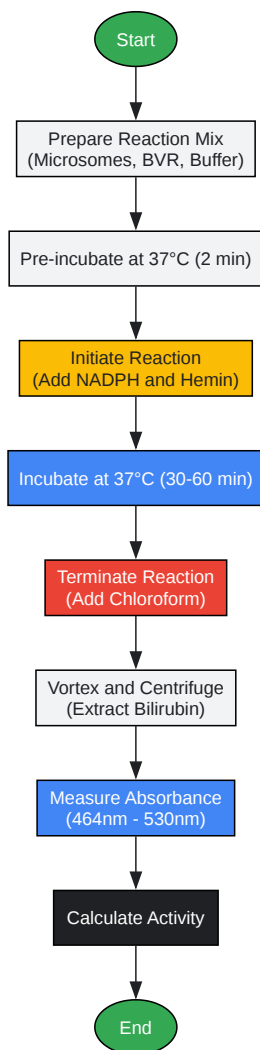 Start
Prepare Reaction Mix
(Microsomes, BVR, Buffer)
Pre-incubate at 37°C (2 min)
Initiate Reaction
(Add NADPH and Hemin)
Incubate at 37°C (30-60 min)
Terminate Reaction
(Add Chloroform)
Vortex and Centrifuge
(Extract Bilirubin)
Measure Absorbance
(464nm - 530nm)
Calculate Activity
End